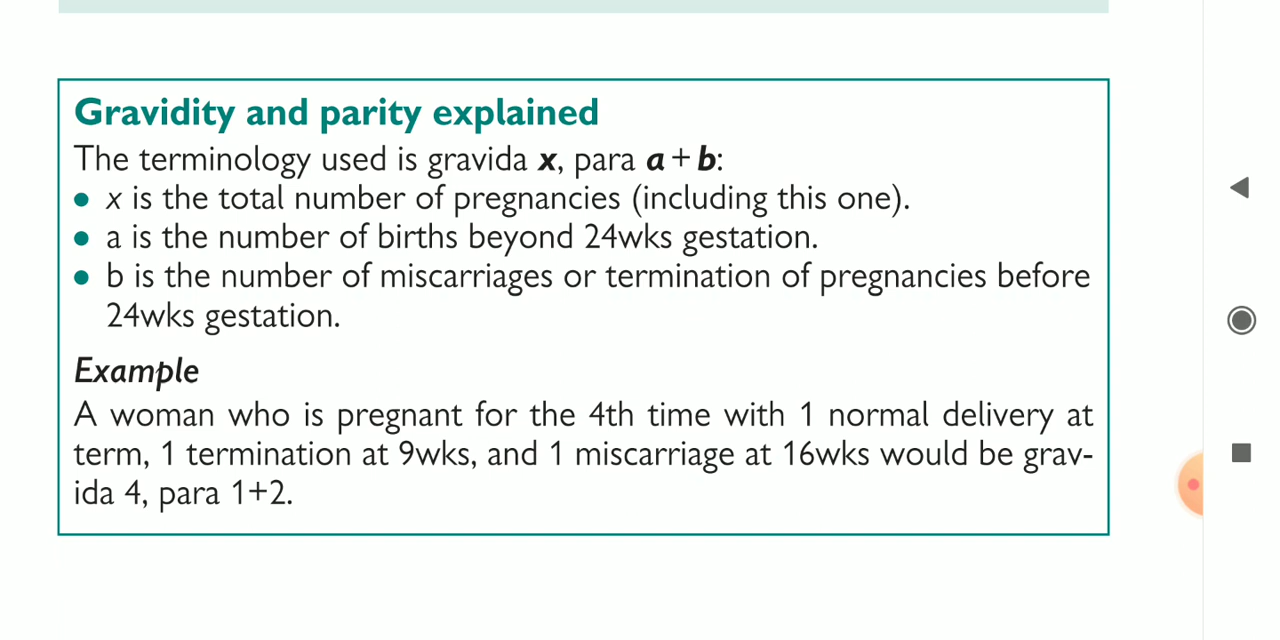 Gravidity and parity explained
The terminology used is gravida x, para a + b:
• x is the total number of pregnancies (including this one).
• a is the number of births beyond 24wks gestation.
• b is the number of miscarriages or termination of pregnancies before
24wks gestation.
Example
A woman who is pregnant for the 4th time with 1 normal delivery at
term, 1 termination at 9wks, and 1 miscarriage at 16wks would be grav-
ida 4, para 1+2.